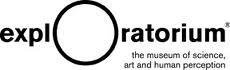 explOratorium®
the museum of science,
art and human perception